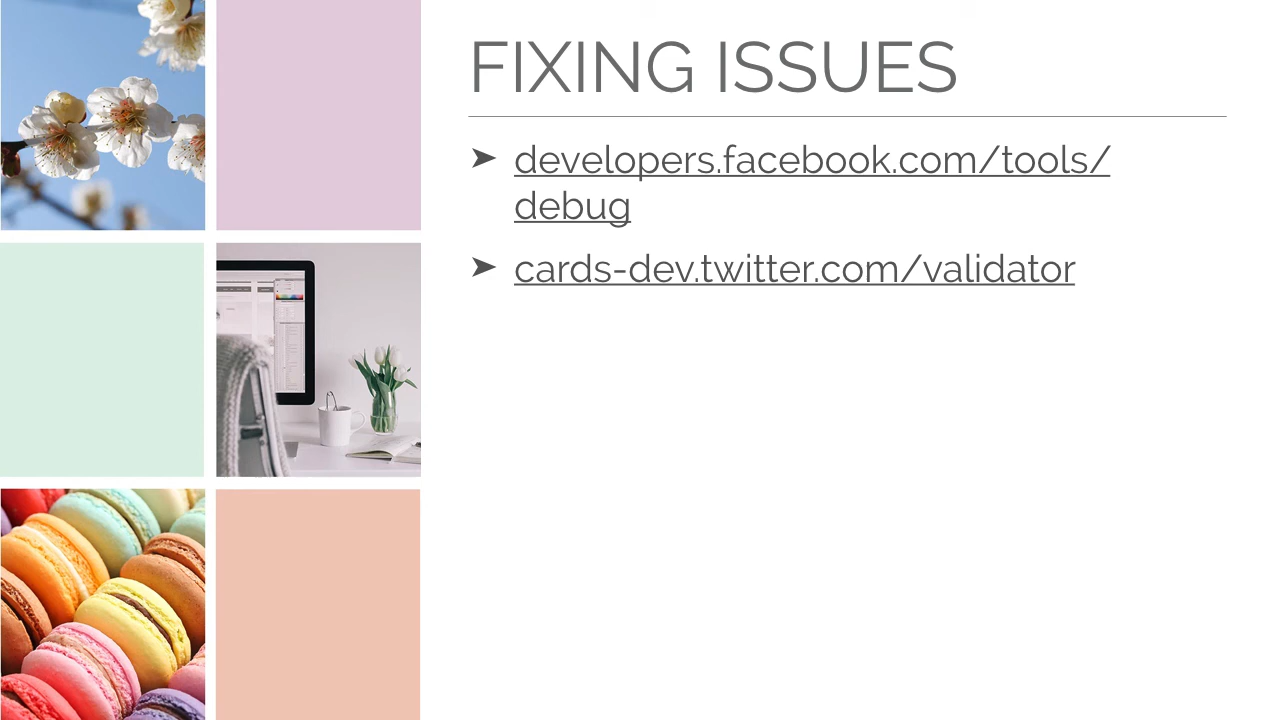 FIXING ISSUES
➤ developers.facebook.com/tools/
debug
➤ cards-dev.twitter.com/validator